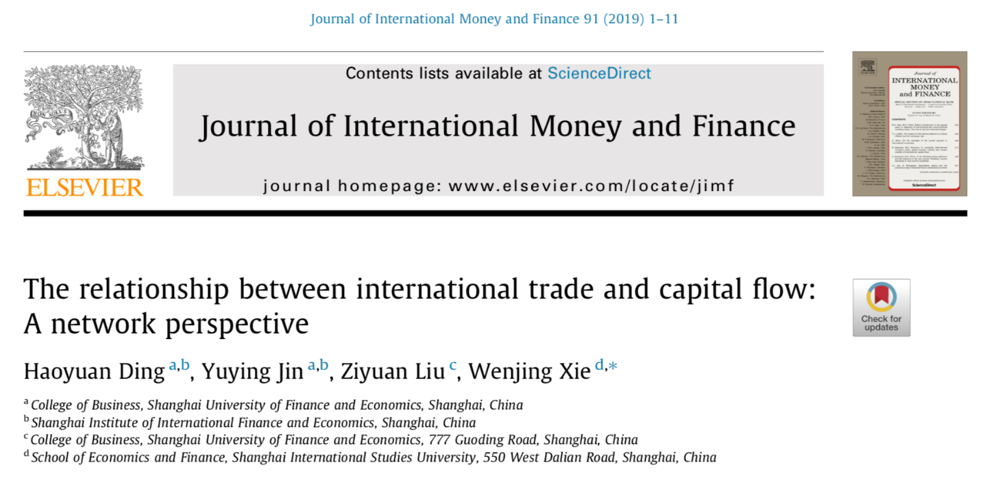 Journal of International Money and Finance 91 (2019) 1–11
Contents lists available at ScienceDirect
Journal of International Money and Finance
journal homepage: www.elsevier.com/locate/jimf
NON SOLUS
ELSEVIER
ELSEVIER
Journal of
INTERNATIONAL
MONEY
and FINANCE
ScienceDirect
The relationship between international trade and capital flow:
A network perspective
Check for
updates
Haoyuan Ding a,b, Yuying Jin a,b, Ziyuan Liu c, Wenjing Xie d,*
a College of Business, Shanghai University of Finance and Economics, Shanghai, China
b Shanghai Institute of International Finance and Economics, Shanghai, China
c College of Business, Shanghai University of Finance and Economics, 777 Guoding Road, Shanghai, China
d School of Economics and Finance, Shanghai International Studies University, 550 West Dalian Road, Shanghai, China